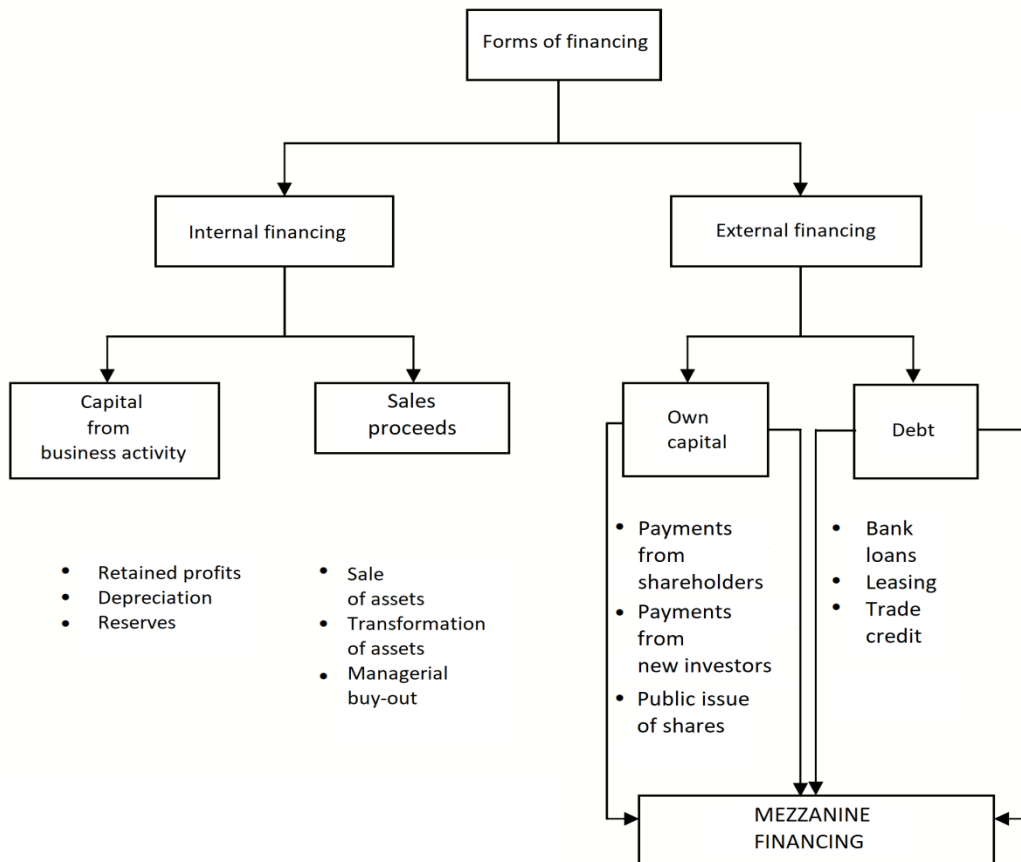 Forms of financing
Internal financing
External financing
Capital
from
business activity
Sales
proceeds
Own
capital
Debt
• Retained profits
• Depreciation
• Reserves
• Sale
of assets
• Transformation
of assets
• Managerial
buy-out
• Payments
from
shareholders
• Payments
from
new investors
• Public issue
of shares
• Bank
loans
• Leasing
• Trade
credit
MEZZANINE
FINANCING